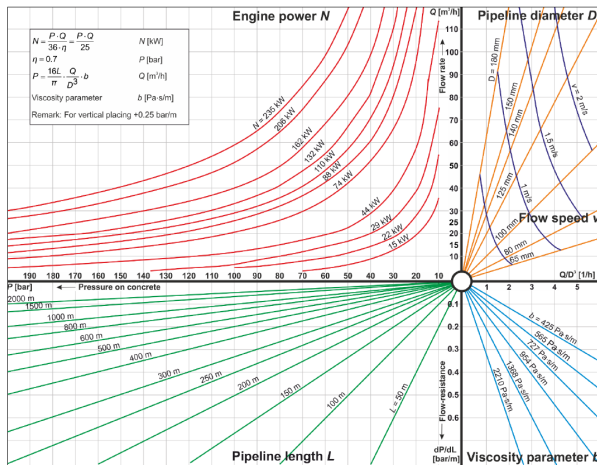 Engine power N
Q [m³/h]
Pipeline diameter D
N = P·Q / 36·η = P·Q / 25
N [kW]
η = 0.7
P [bar]
P = 16L / π · Q / D³ · b
Q [m³/h]
Viscosity parameter b [Pa·s/m]
Remark: For vertical placing +0.25 bar/m
Flow rate
110
100
90
80
70
60
50
40
30
25
20
15
10
N = 235 kW
206 kW
162 kW
132 kW
110 kW
88 kW
74 kW
44 kW
29 kW
22 kW
15 kW
D = 180 mm
150 mm
140 mm
125 mm
100 mm
80 mm
65 mm
v = 2 m/s
1,5 m/s
1 m/s
Flow speed v
190 180 170 160 150 140 130 120 110 100 90 80 70 60 50 40 30 20 10
Q/D³ [1/h]
1 2 3 4 5
P [bar]
Pressure on concrete
2000 m
1500 m
1000 m
800 m
600 m
500 m
400 m
300 m
250 m
200 m
150 m
100 m
L = 50 m
0.1
0.2
0.3
0.4
0.5
0.6
Flow-resistance
dP/dL
[bar/m]
b = 425 Pa·s/m
565 Pa·s/m
727 Pa·s/m
954 Pa·s/m
1368 Pa·s/m
2210 Pa·s/m
Pipeline length L
Viscosity parameter b